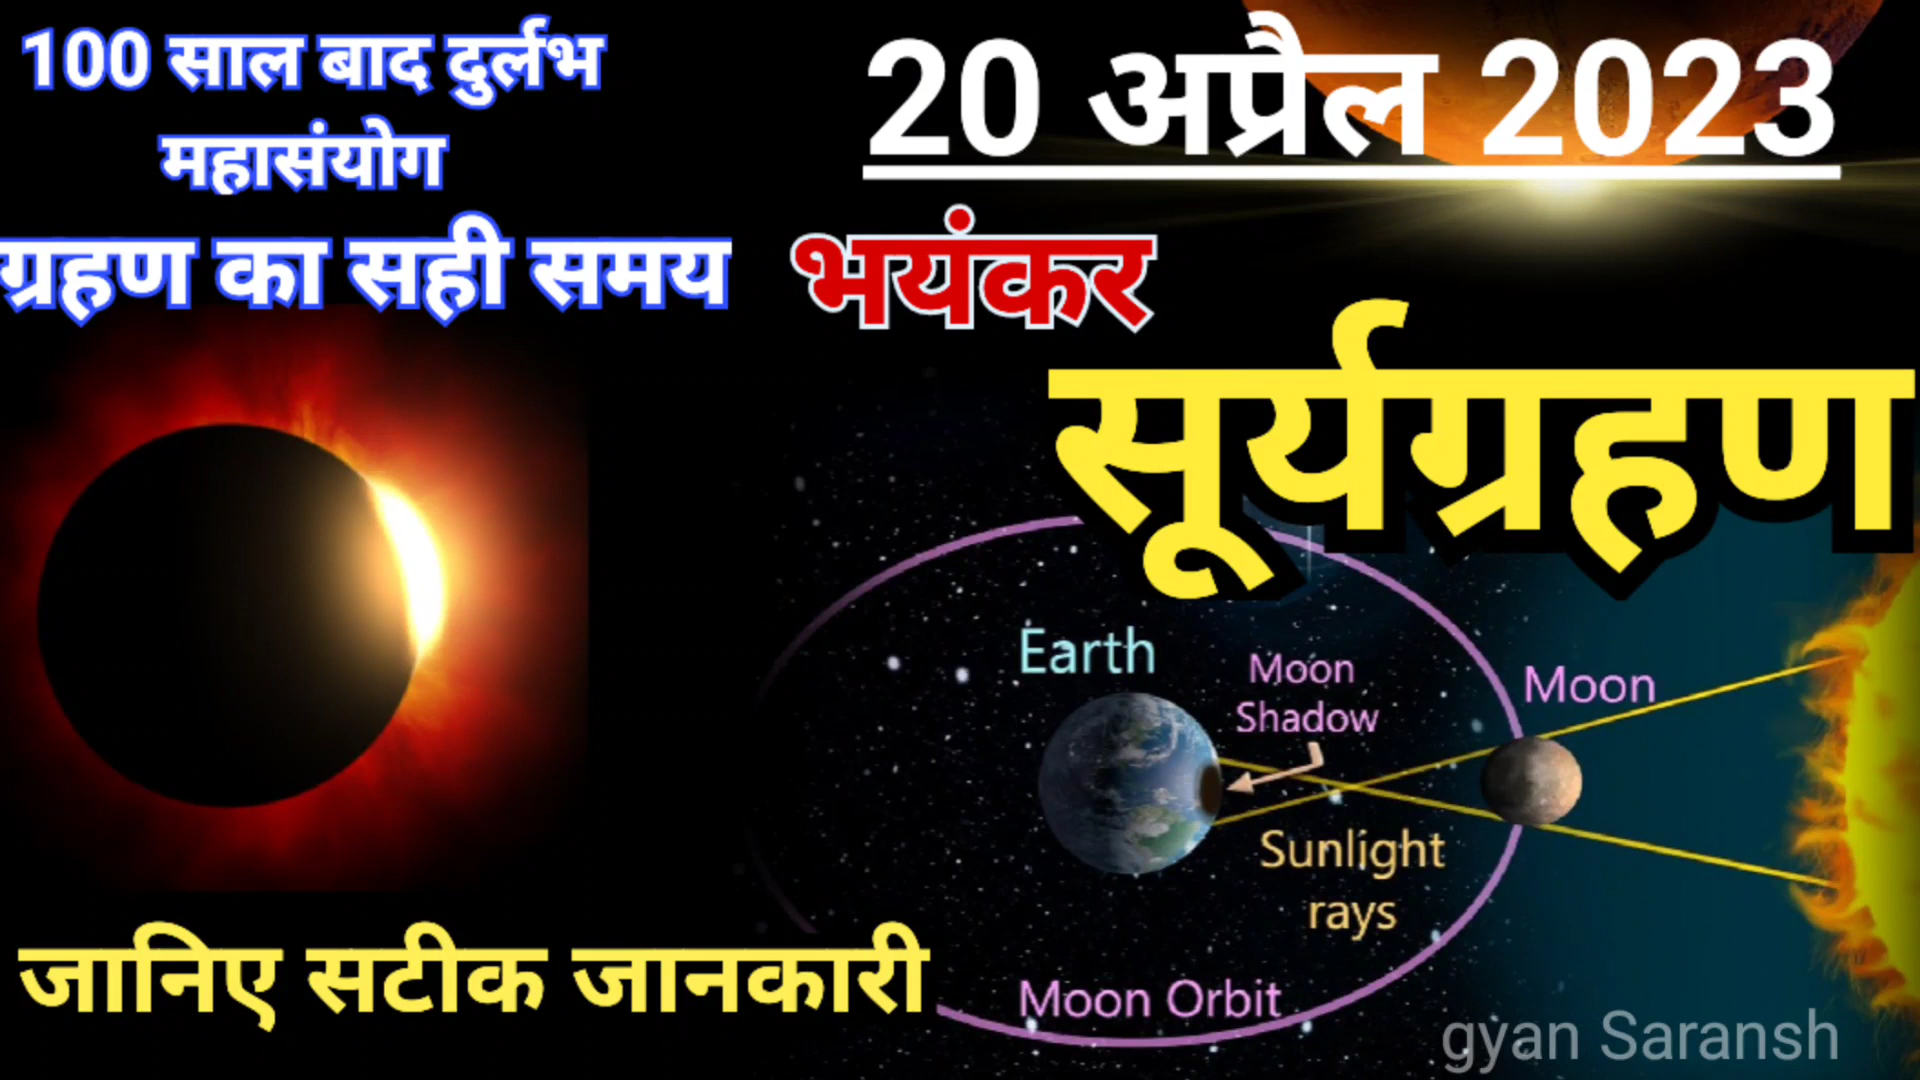 100 साल बाद दुर्लभ
महासंयोग
ग्रहण का सही समय
20 अप्रैल 2023
भयंकर
सूर्यग्रहण
Earth
Moon
Shadow
Moon
Sunlight
rays
Moon Orbit
जानिए सटीक जानकारी
gyan Saransh